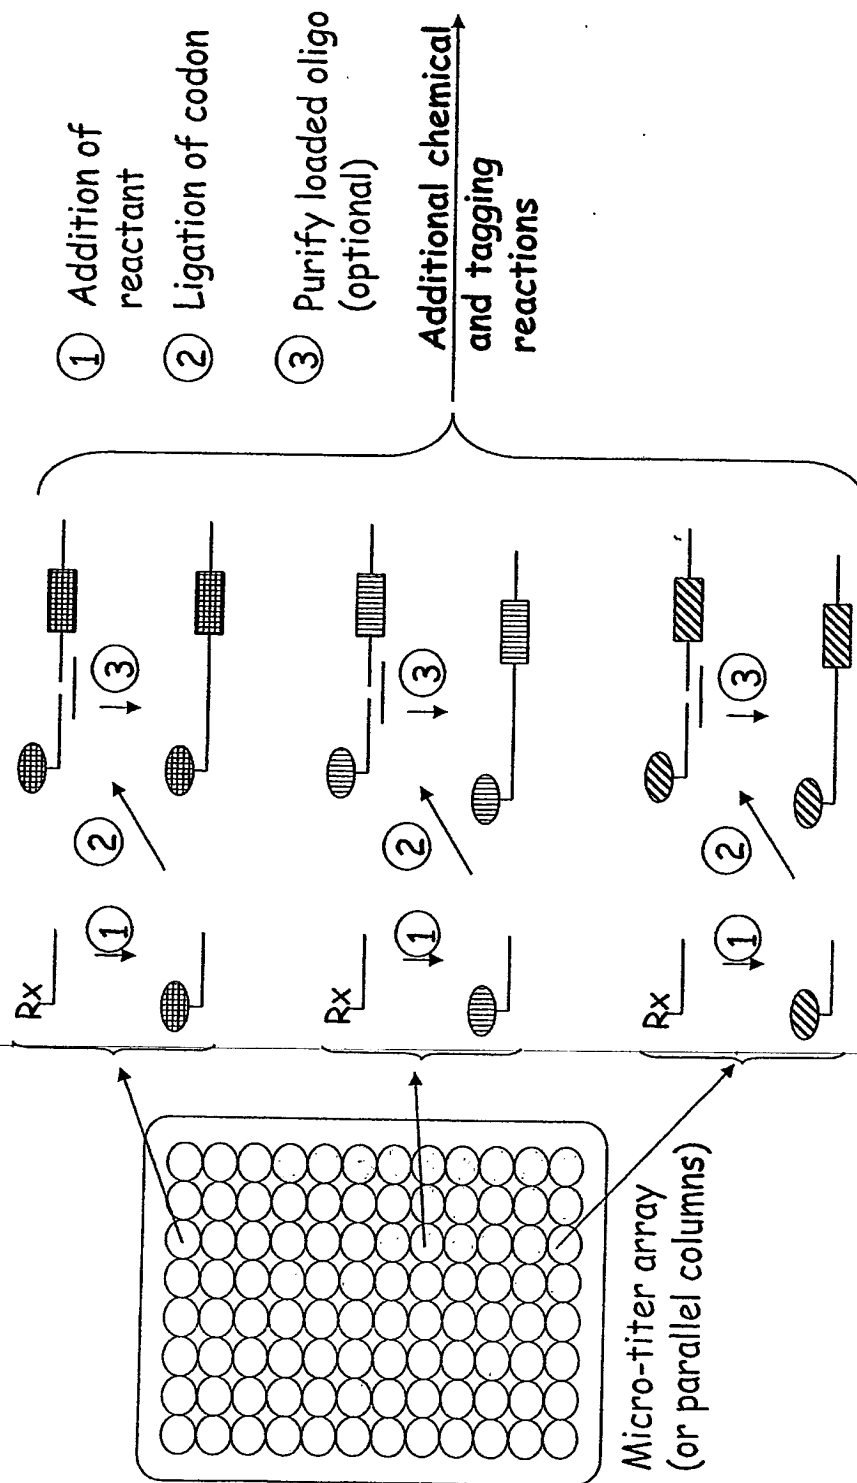 Micro-titer array
(or parallel columns)
Rx
1
2
3
Rx
1
2
3
Rx
1
2
3
1 Addition of
reactant
2 Ligation of codon
3 Purify loaded oligo
(optional)
Additional chemical
and tagging
reactions